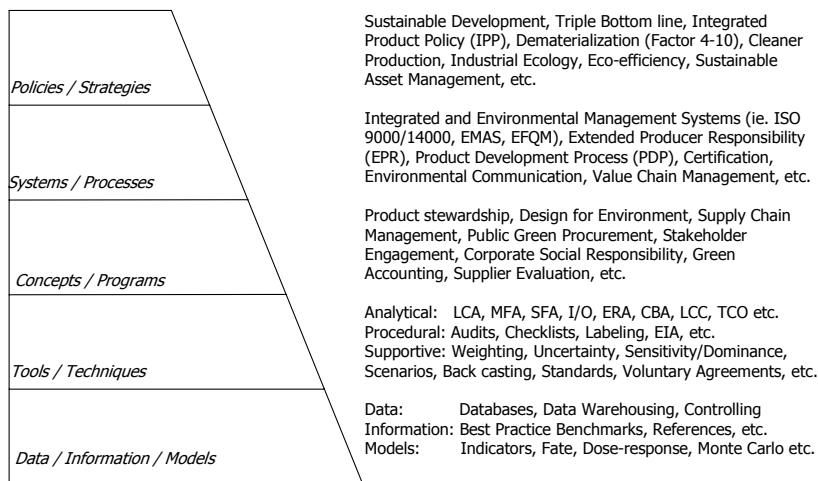 Sustainable Development, Triple Bottom line, Integrated
Product Policy (IPP), Dematerialization (Factor 4-10), Cleaner
Production, Industrial Ecology, Eco-efficiency, Sustainable
Asset Management, etc.
Policies / Strategies
Integrated and Environmental Management Systems (ie. ISO
9000/14000, EMAS, EFQM), Extended Producer Responsibility
(EPR), Product Development Process (PDP), Certification,
Environmental Communication, Value Chain Management, etc.
Systems / Processes
Product stewardship, Design for Environment, Supply Chain
Management, Public Green Procurement, Stakeholder
Engagement, Corporate Social Responsibility, Green
Accounting, Supplier Evaluation, etc.
Concepts / Programs
Analytical: LCA, MFA, SFA, I/O, ERA, CBA, LCC, TCO etc.
Procedural: Audits, Checklists, Labeling, EIA, etc.
Supportive: Weighting, Uncertainty, Sensitivity/Dominance,
Scenarios, Back casting, Standards, Voluntary Agreements, etc.
Tools / Techniques
Data: Databases, Data Warehousing, Controlling
Information: Best Practice Benchmarks, References, etc.
Models: Indicators, Fate, Dose-response, Monte Carlo etc.
Data / Information / Models